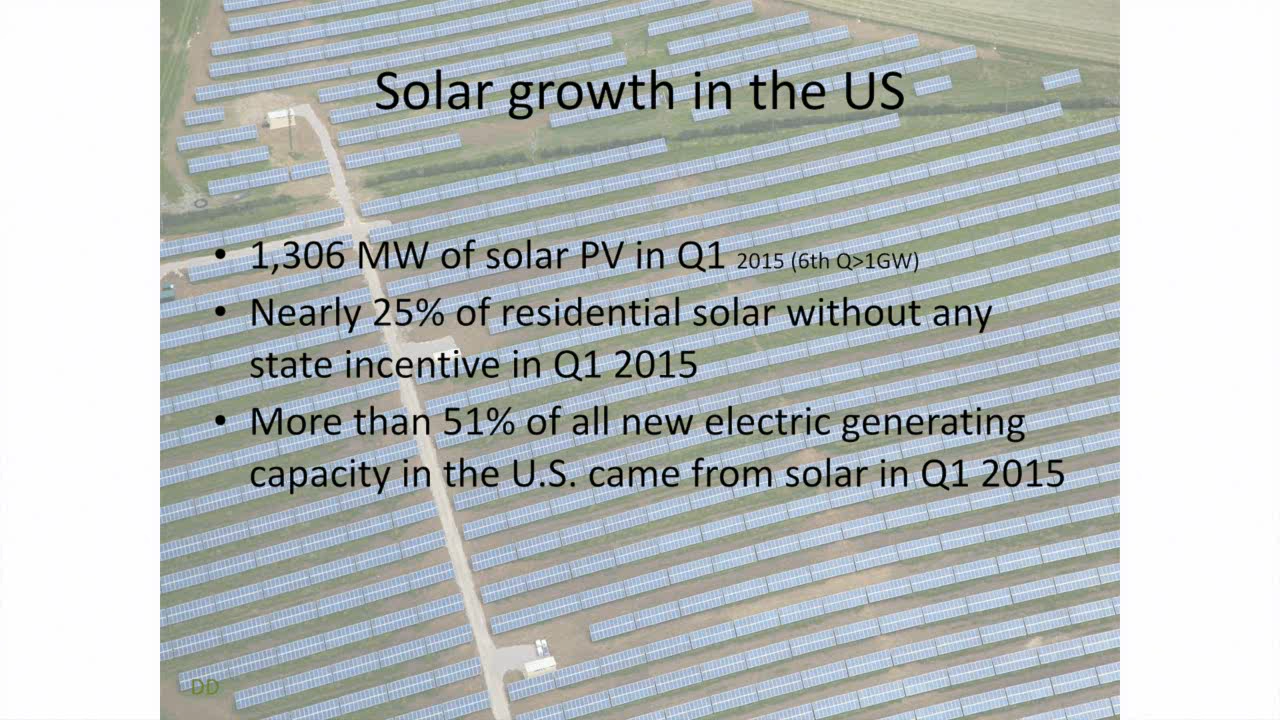 Solar growth in the US
• 1,306 MW of solar PV in Q1 2015 (6th Q>1GW)
• Nearly 25% of residential solar without any
state incentive in Q1 2015
• More than 51% of all new electric generating
capacity in the U.S. came from solar in Q1 2015
DD